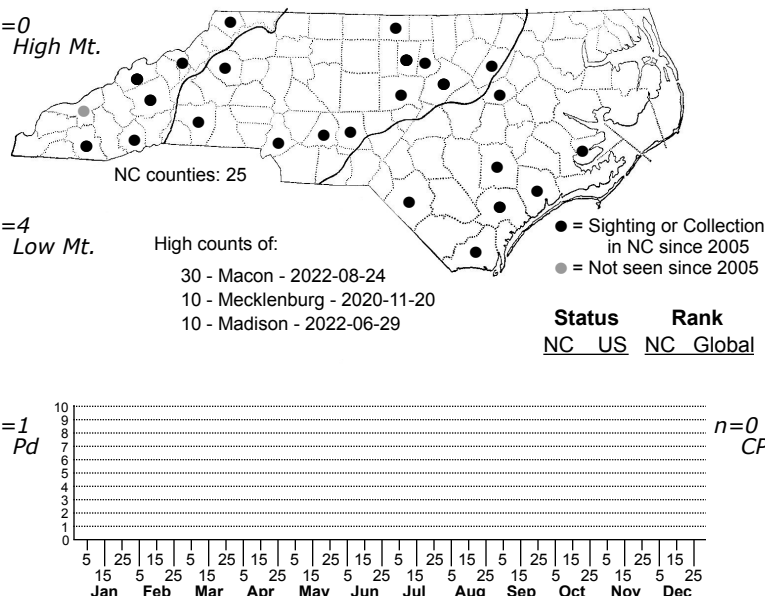 =0
High Mt.
NC counties: 25
=4
Low Mt.
High counts of:
30 - Macon - 2022-08-24
10 - Mecklenburg - 2020-11-20
10 - Madison - 2022-06-29
= Sighting or Collection
in NC since 2005
= Not seen since 2005
Status Rank
NC US NC Global
=1
Pd
n=0
CP
10
9
8
7
6
5
4
3
2
1
0
5 25 15 5 25 15 5 25 15 5 25 15 5 25 15 5 25 15
15 5 25 15 5 25 15 5 25 15 5 25 15 5 25 15 5 25
Jan Feb Mar Apr May Jun Jul Aug Sep Oct Nov Dec